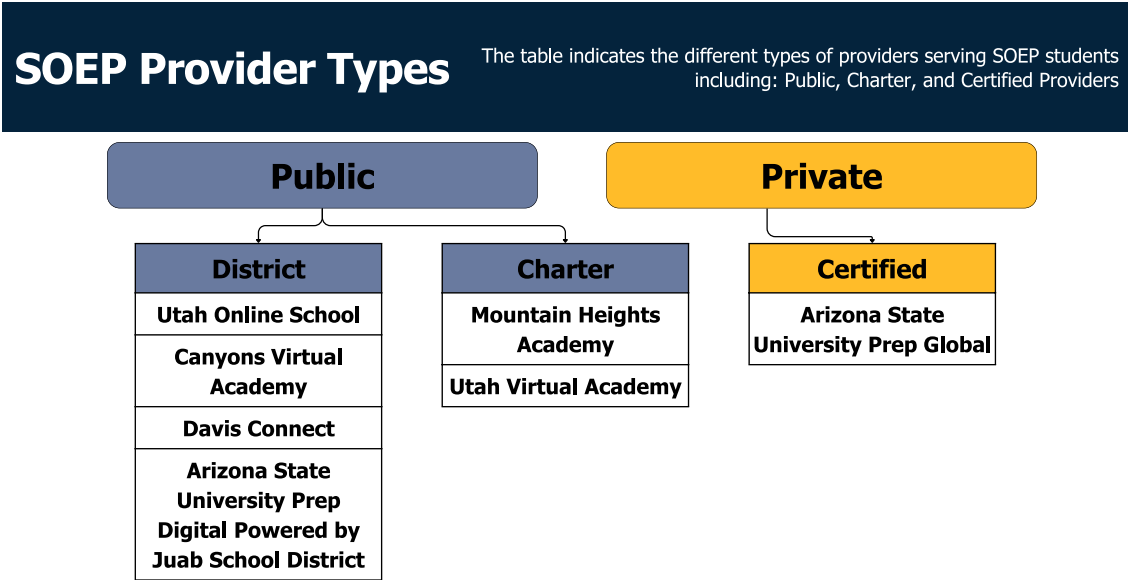 SOEP Provider Types
The table indicates the different types of providers serving SOEP students
including: Public, Charter, and Certified Providers
Public
Private
District
Utah Online School
Canyons Virtual
Academy
Davis Connect
Arizona State
University Prep
Digital Powered by
Juab School District
Charter
Mountain Heights
Academy
Utah Virtual Academy
Certified
Arizona State
University Prep Global